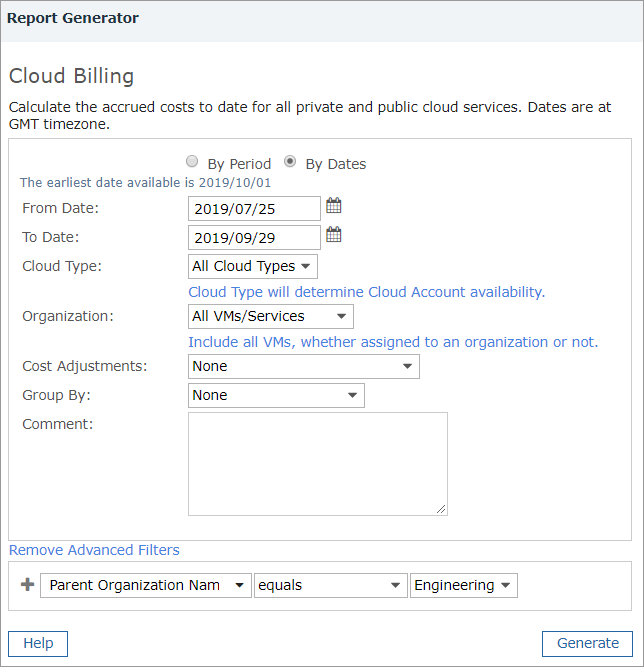 Report Generator
Cloud Billing
Calculate the accrued costs to date for all private and public cloud services. Dates are at
GMT timezone.
By Period By Dates
The earliest date available is 2019/10/01
From Date: 2019/07/25
To Date: 2019/09/29
Cloud Type: All Cloud Types
Cloud Type will determine Cloud Account availability.
Organization: All VMs/Services
Include all VMs, whether assigned to an organization or not.
Cost Adjustments: None
Group By: None
Comment:
Remove Advanced Filters
Parent Organization Nam equals Engineering
Help Generate